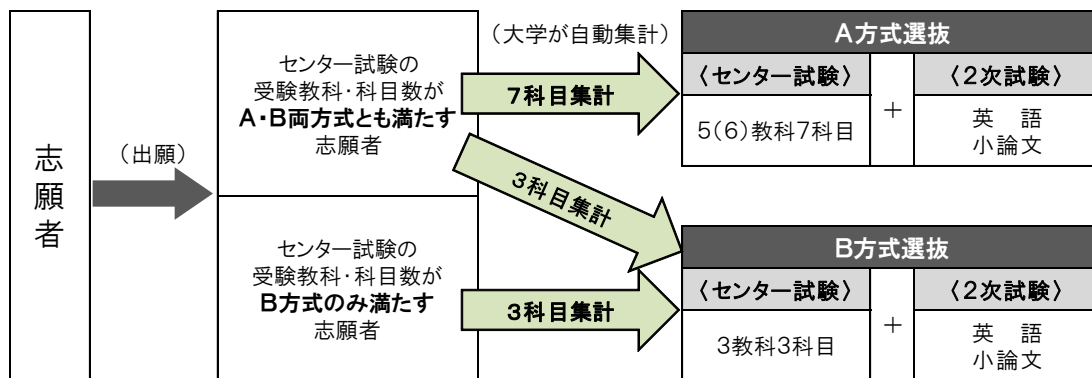 志願者
（出願）
センター試験の
受験教科・科目数が
A・B両方式とも満たす
志願者
センター試験の
受験教科・科目数が
B方式のみ満たす
志願者
（大学が自動集計）
7科目集計
3科目集計
3科目集計
A方式選抜
〈センター試験〉
〈2次試験〉
5(6)教科7科目
＋
英　語
小論文
B方式選抜
〈センター試験〉
〈2次試験〉
3教科3科目
＋
英　語
小論文